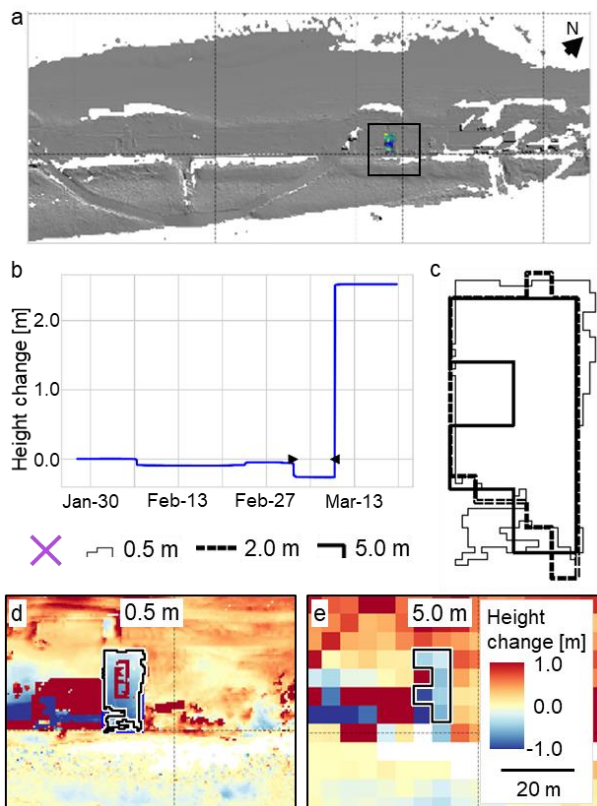 a
N
b
Height change [m]
2.0
1.0
0.0
Jan-30 Feb-13 Feb-27 Mar-13
c
0.5 m 2.0 m 5.0 m
d 0.5 m
e 5.0 m
Height
change [m]
1.0
0.0
-1.0
20 m